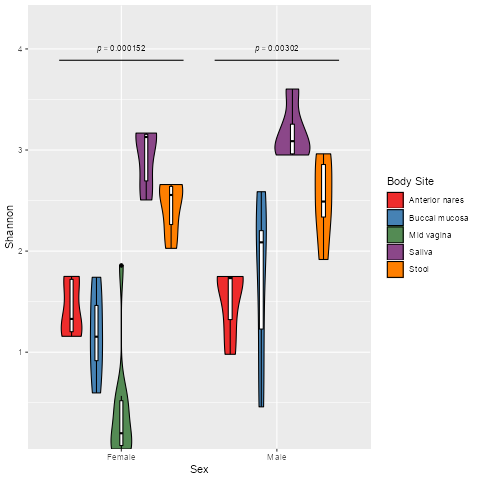 p = 0.000152
p = 0.00302
4
3
2
1
Shannon
Female
Male
Sex
Body Site
Anterior nares
Buccal mucosa
Mid vagina
Saliva
Stool